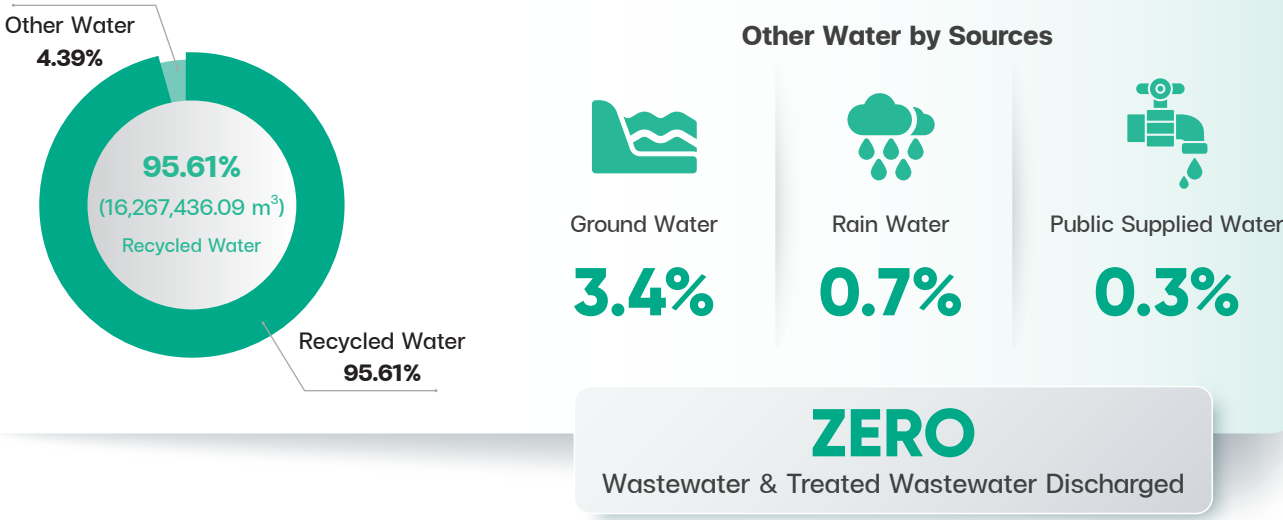 Other Water
4.39%
95.61%
(16,267,436.09 m³)
Recycled Water
Recycled Water
95.61%
Other Water by Sources
Ground Water
3.4%
Rain Water
0.7%
Public Supplied Water
0.3%
ZERO
Wastewater & Treated Wastewater Discharged